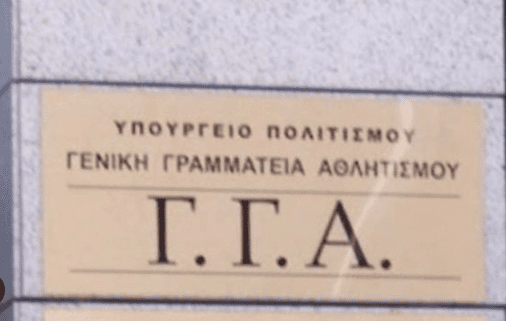 ΥΠΟΥΡΓΕΙΟ ΠΟΛΙΤΙΣΜΟΥ
ΓΕΝΙΚΗ ΓΡΑΜΜΑΤΕΙΑ ΑΘΛΗΤΙΣΜΟΥ
Γ.Γ.Α.